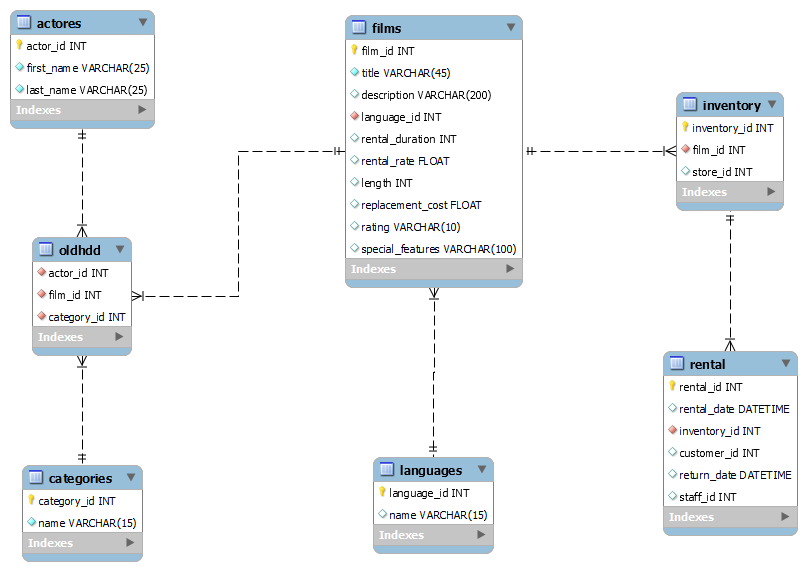 actores
actor_id INT
first_name VARCHAR(25)
last_name VARCHAR(25)
Indexes
films
film_id INT
title VARCHAR(45)
description VARCHAR(200)
language_id INT
rental_duration INT
rental_rate FLOAT
length INT
replacement_cost FLOAT
rating VARCHAR(10)
special_features VARCHAR(100)
Indexes
inventory
inventory_id INT
film_id INT
store_id INT
Indexes
oldhdd
actor_id INT
film_id INT
category_id INT
Indexes
rental
rental_id INT
rental_date DATETIME
inventory_id INT
customer_id INT
return_date DATETIME
staff_id INT
Indexes
categories
category_id INT
name VARCHAR(15)
Indexes
languages
language_id INT
name VARCHAR(15)
Indexes